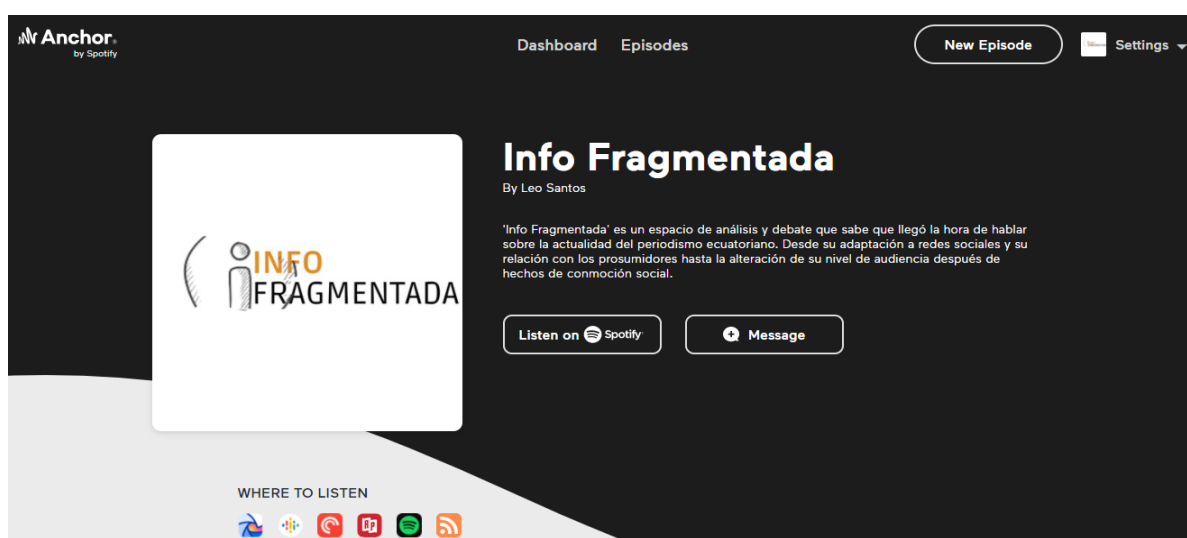 Anchor®
by Spotify
Dashboard Episodes
New Episode
Settings
INFO
FRAGMENTADA
Info Fragmentada
By Leo Santos
'Info Fragmentada' es un espacio de análisis y debate que sabe que llegó la hora de hablar
sobre la actualidad del periodismo ecuatoriano. Desde su adaptación a redes sociales y su
relación con los prosumidores hasta la alteración de su nivel de audiencia después de
hechos de conmoción social.
Listen on Spotify
Message
WHERE TO LISTEN